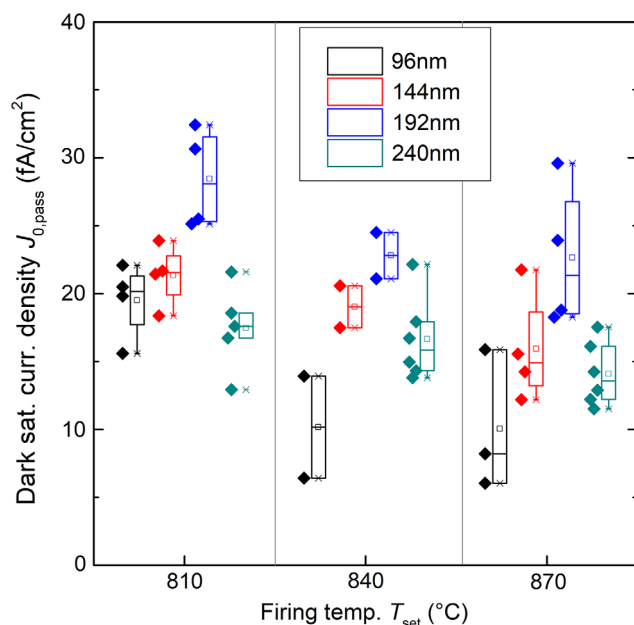 40
30
20
10
0
Dark sat. curr. density J0,pass (fA/cm²)
96nm
144nm
192nm
240nm
810
840
870
Firing temp. Tset (°C)